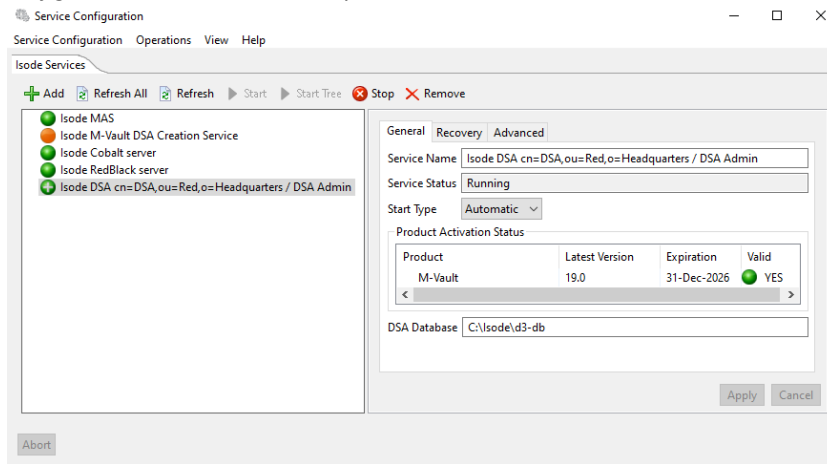 Service Configuration
Service Configuration Operations View Help
Isode Services
Add Refresh All Refresh Start Start Tree Stop Remove
Isode MAS
Isode M-Vault DSA Creation Service
Isode Cobalt server
Isode RedBlack server
Isode DSA cn=DSA,ou=Red,o=Headquarters / DSA Admin
General Recovery Advanced
Service Name Isode DSA cn=DSA,ou=Red,o=Headquarters / DSA Admin
Service Status Running
Start Type Automatic
Product Activation Status
Product Latest Version Expiration Valid
M-Vault 19.0 31-Dec-2026 YES
DSA Database C:\Isode\d3-db
Apply Cancel
Abort